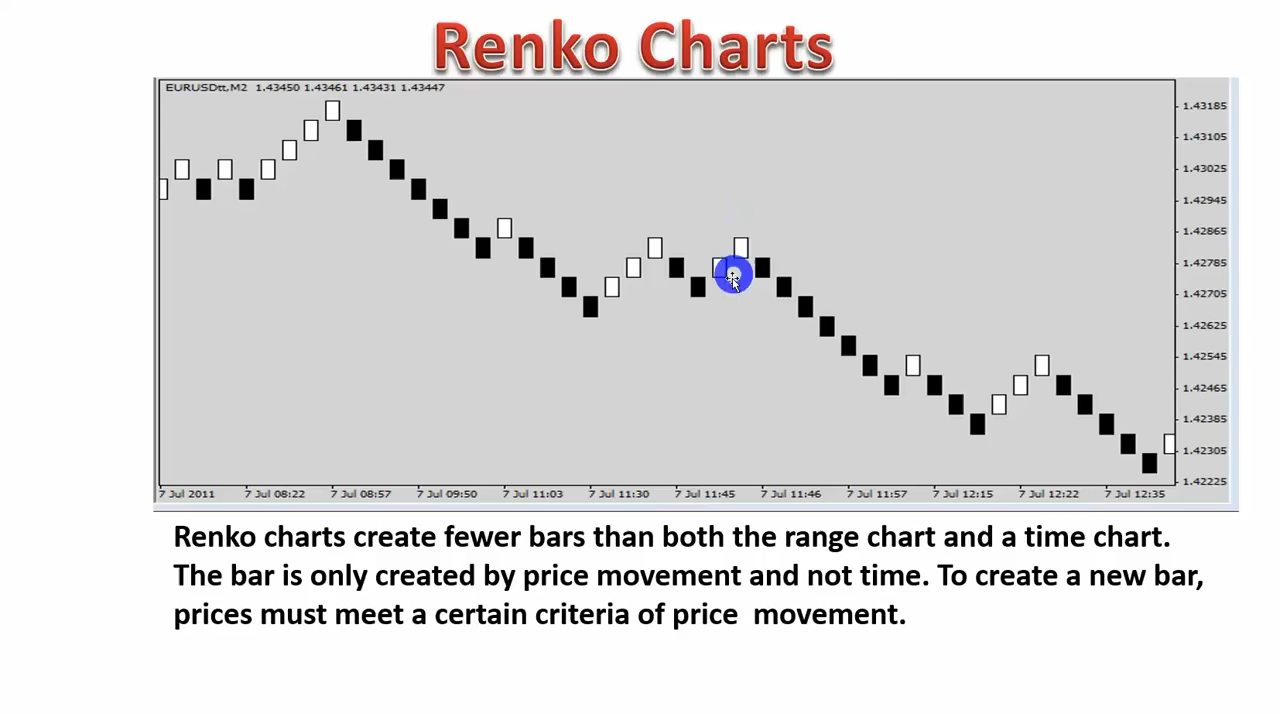 Renko Charts
EURUSDtt,M2 1.43450 1.43461 1.43431 1.43447
1.43185
1.43105
1.43025
1.42945
1.42865
1.42785
1.42705
1.42625
1.42545
1.42465
1.42385
1.42305
1.42225
7 Jul 2011 7 Jul 08:22 7 Jul 08:57 7 Jul 09:50 7 Jul 11:03 7 Jul 11:30 7 Jul 11:45 7 Jul 11:46 7 Jul 11:57 7 Jul 12:15 7 Jul 12:22 7 Jul 12:35
Renko charts create fewer bars than both the range chart and a time chart.
The bar is only created by price movement and not time. To create a new bar,
prices must meet a certain criteria of price movement.